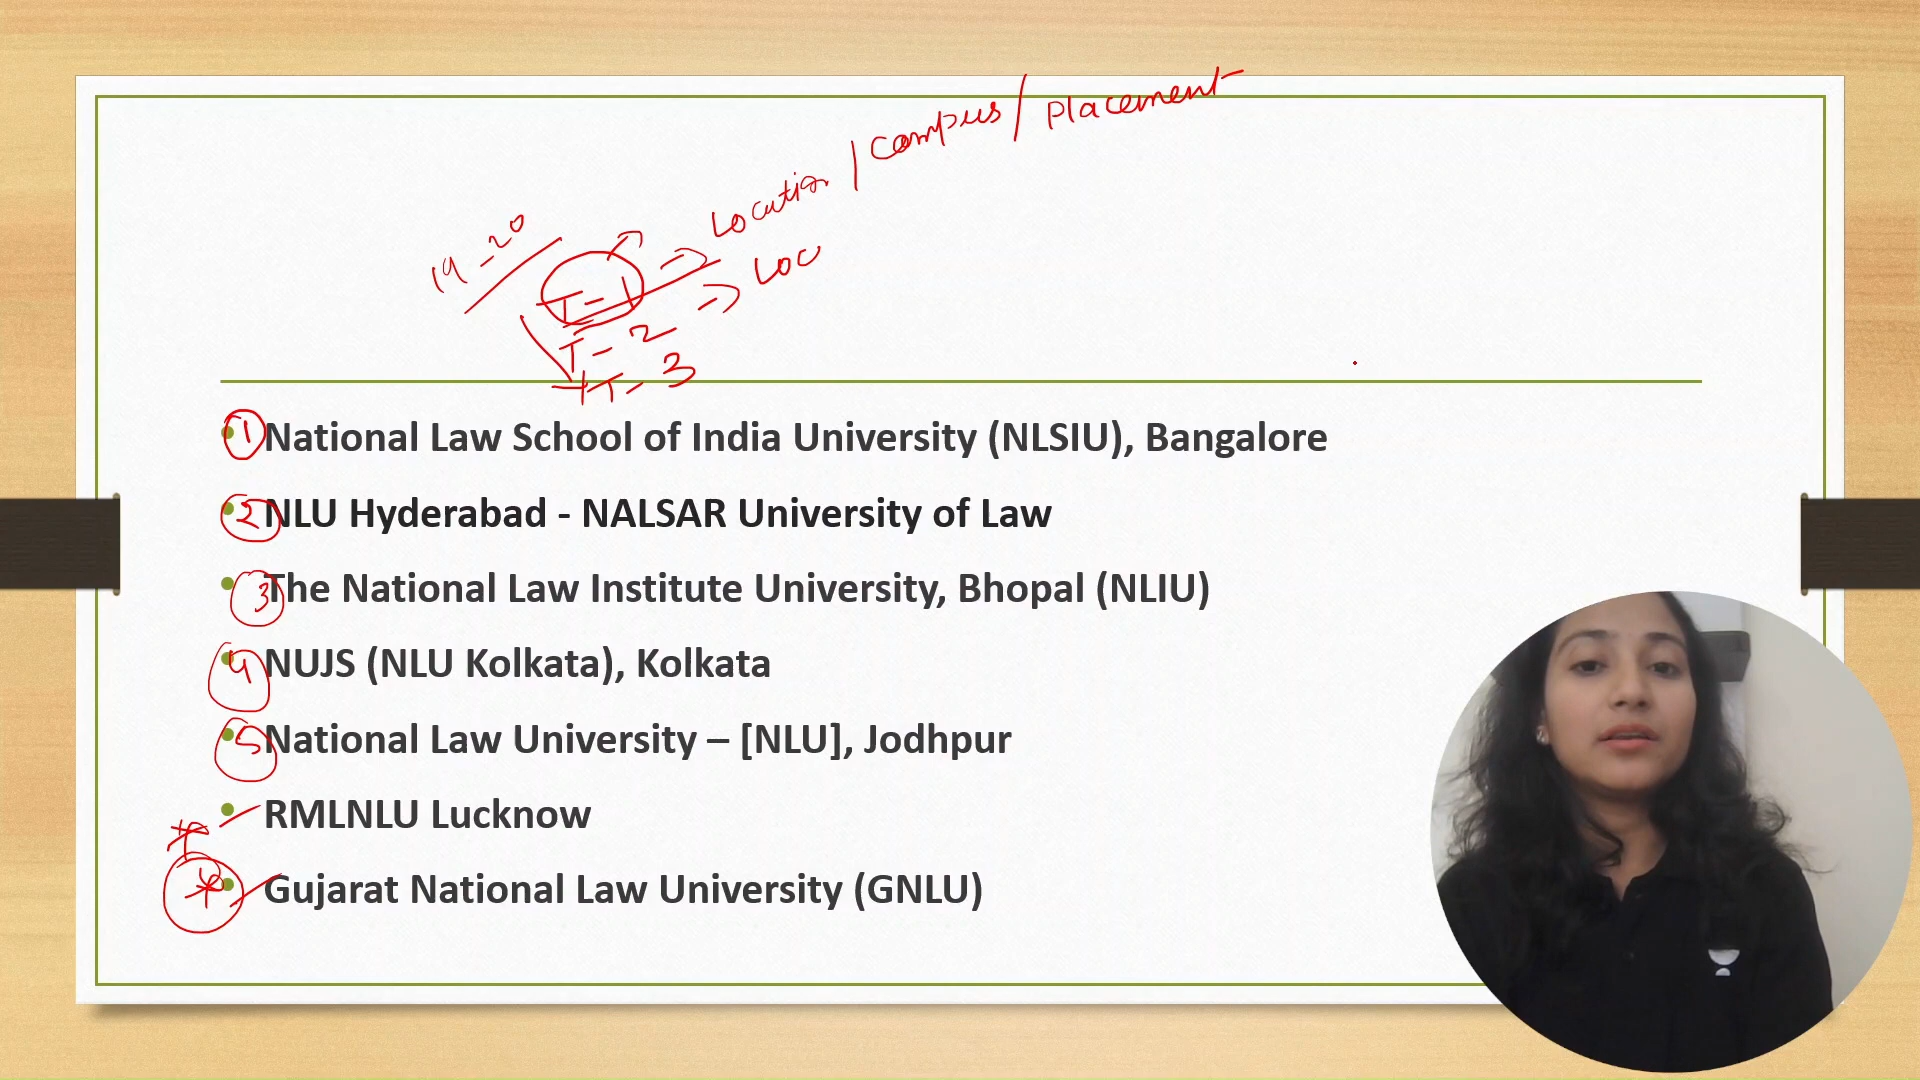 Location / campus / placement
19-20
T-1
Loc
T-2
T-3
1 National Law School of India University (NLSIU), Bangalore
2 NLU Hyderabad - NALSAR University of Law
3 The National Law Institute University, Bhopal (NLIU)
4 NUJS (NLU Kolkata), Kolkata
5 National Law University – [NLU], Jodhpur
RMLNLU Lucknow
Gujarat National Law University (GNLU)